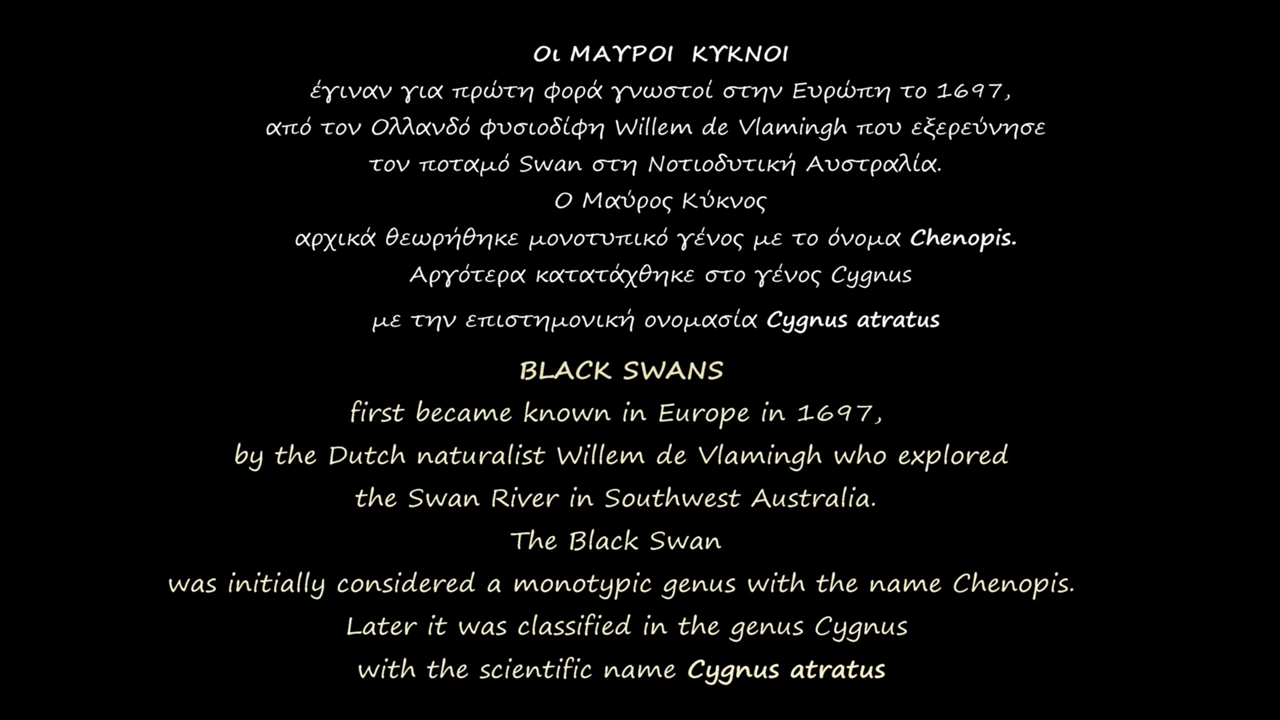 Οι ΜΑΥΡΟΙ ΚΥΚΝΟΙ
έγιναν για πρώτη φορά γνωστοί στην Ευρώπη το 1697,
από τον Ολλανδό φυσιοδίφη Willem de Vlamingh που εξερεύνησε
τον ποταμό Swan στη Νοτιοδυτική Αυστραλία.
Ο Μαύρος Κύκνος
αρχικά θεωρήθηκε μονοτυπικό γένος με το όνομα Chenopis.
Αργότερα κατατάχθηκε στο γένος Cygnus
με την επιστημονική ονομασία Cygnus atratus
BLACK SWANS
first became known in Europe in 1697,
by the Dutch naturalist Willem de Vlamingh who explored
the Swan River in Southwest Australia.
The Black Swan
was initially considered a monotypic genus with the name Chenopis.
Later it was classified in the genus Cygnus
with the scientific name Cygnus atratus